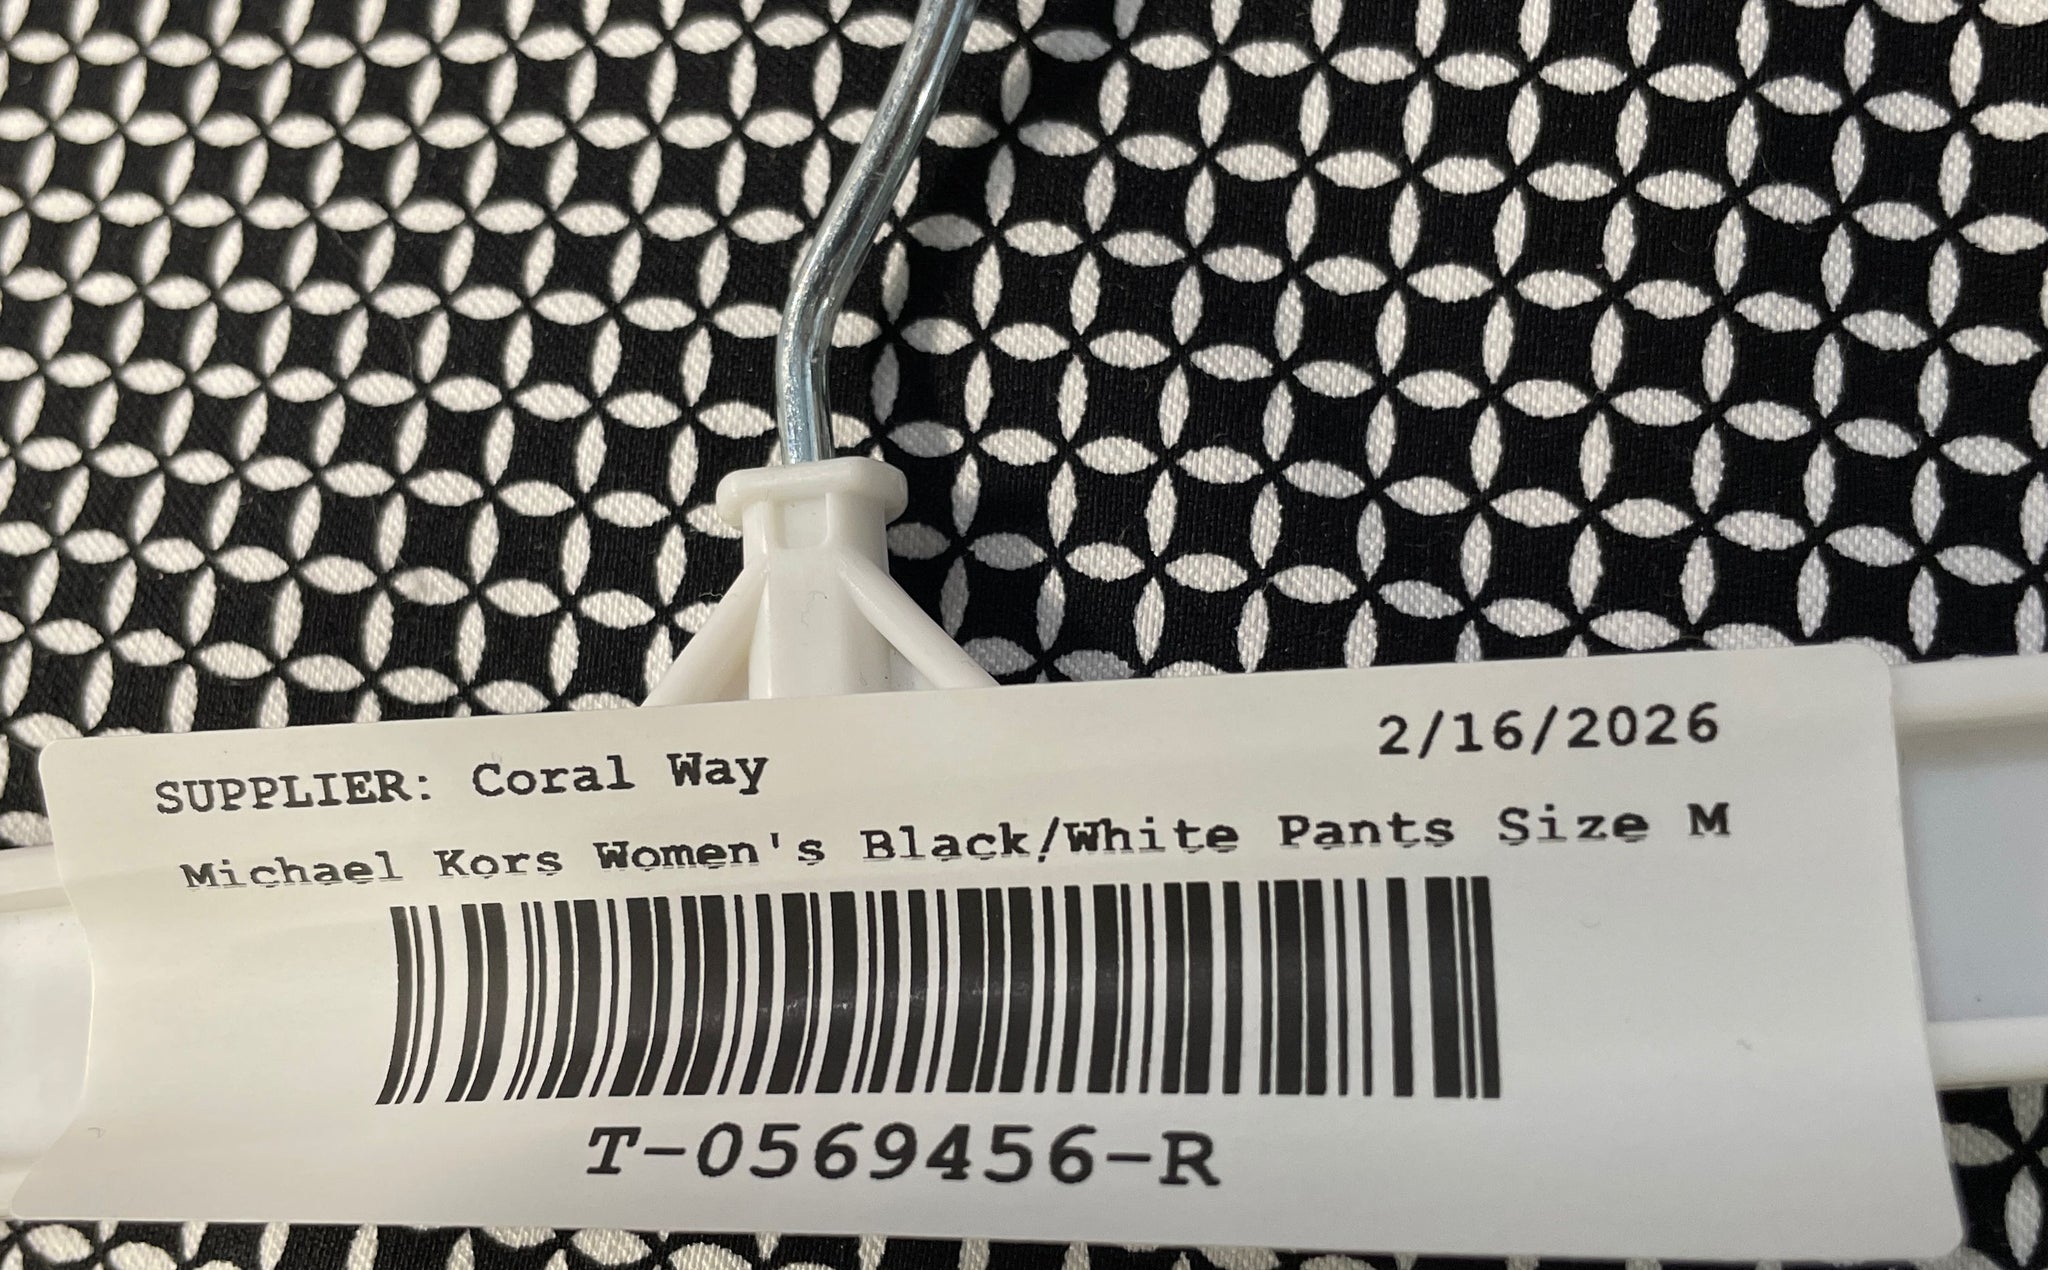 2/16/2026
SUPPLIER: Coral Way
Michael Kors Women's Black/White Pants Size M
T-0569456-R